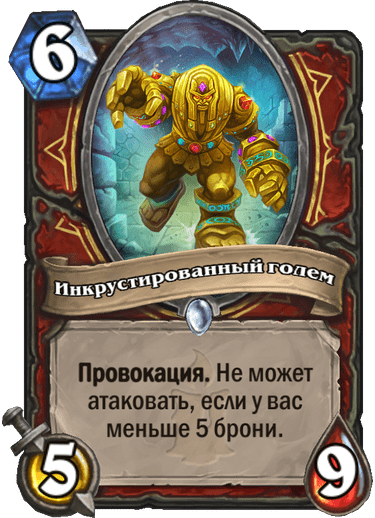 6
Инкрустированный голем
Провокация. Не может
атаковать, если у вас
меньше 5 брони.
5
9